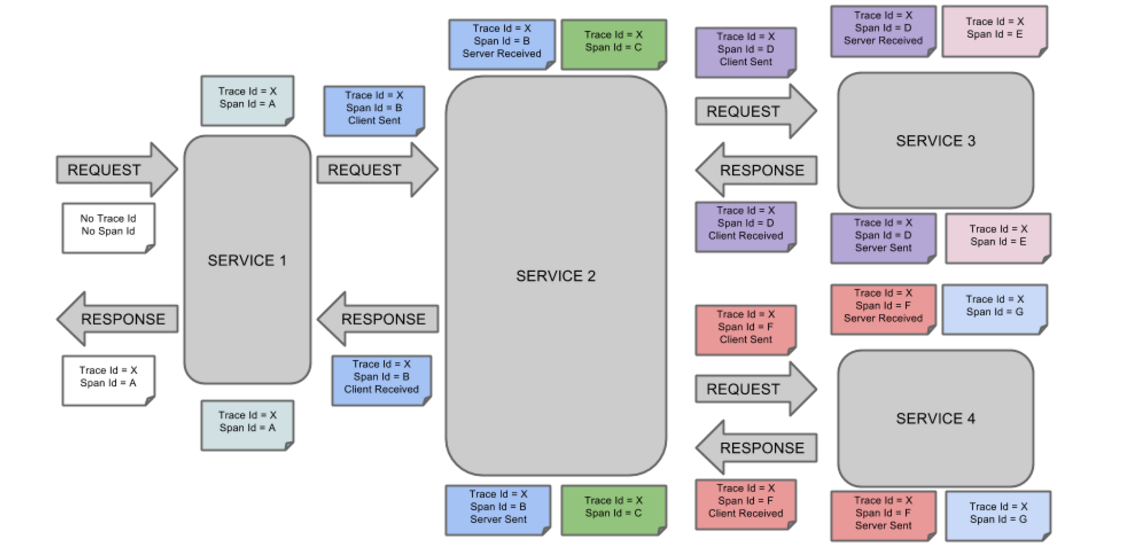 Trace Id = X
Span Id = B
Server Received
Trace Id = X
Span Id = C
Trace Id = X
Span Id = D
Client Sent
Trace Id = X
Span Id = D
Server Received
Trace Id = X
Span Id = E
Trace Id = X
Span Id = A
Trace Id = X
Span Id = B
Client Sent
REQUEST
REQUEST
REQUEST
SERVICE 3
RESPONSE
No Trace Id
No Span Id
Trace Id = X
Span Id = D
Client Received
Trace Id = X
Span Id = D
Server Sent
Trace Id = X
Span Id = E
SERVICE 1
SERVICE 2
RESPONSE
RESPONSE
Trace Id = X
Span Id = F
Client Sent
Trace Id = X
Span Id = F
Server Received
Trace Id = X
Span Id = G
Trace Id = X
Span Id = A
Trace Id = X
Span Id = B
Client Received
REQUEST
SERVICE 4
RESPONSE
Trace Id = X
Span Id = A
Trace Id = X
Span Id = B
Server Sent
Trace Id = X
Span Id = C
Trace Id = X
Span Id = F
Client Received
Trace Id = X
Span Id = F
Server Sent
Trace Id = X
Span Id = G